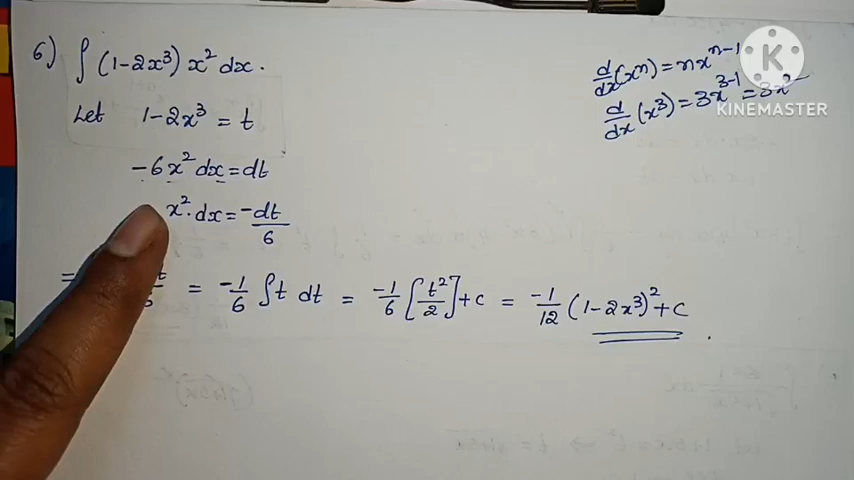 6) ∫ (1-2x³) x² dx.
Let 1-2x³ = t
-6x² dx = dt
x². dx = -dt/6
= = -1/6 ∫ t dt = -1/6 [t²/2] + c = -1/12 (1-2x³)² + c
d/dx (xⁿ) = nxⁿ⁻¹
d/dx (x³) = 3x³⁻¹ = 3x²
K
KINEMASTER